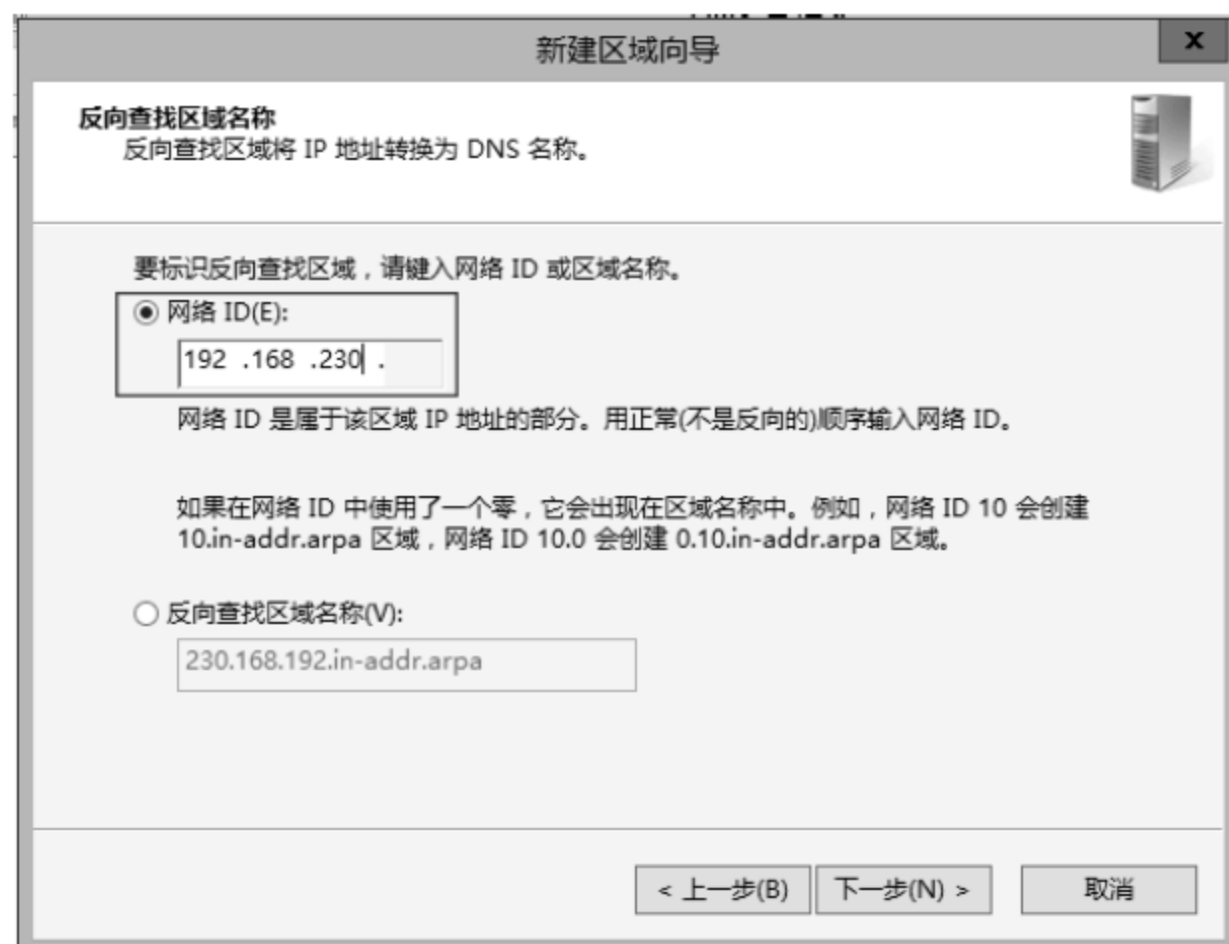 新建区域向导
x
反向查找区域名称
反向查找区域将 IP 地址转换为 DNS 名称。
要标识反向查找区域，请键入网络 ID 或区域名称。
网络 ID(E):
192 .168 .230 .
网络 ID 是属于该区域 IP 地址的部分。用正常(不是反向的)顺序输入网络 ID。
如果在网络 ID 中使用了一个零，它会出现在区域名称中。例如，网络 ID 10 会创建
10.in-addr.arpa 区域，网络 ID 10.0 会创建 0.10.in-addr.arpa 区域。
反向查找区域名称(V):
230.168.192.in-addr.arpa
< 上一步(B) 下一步(N) > 取消